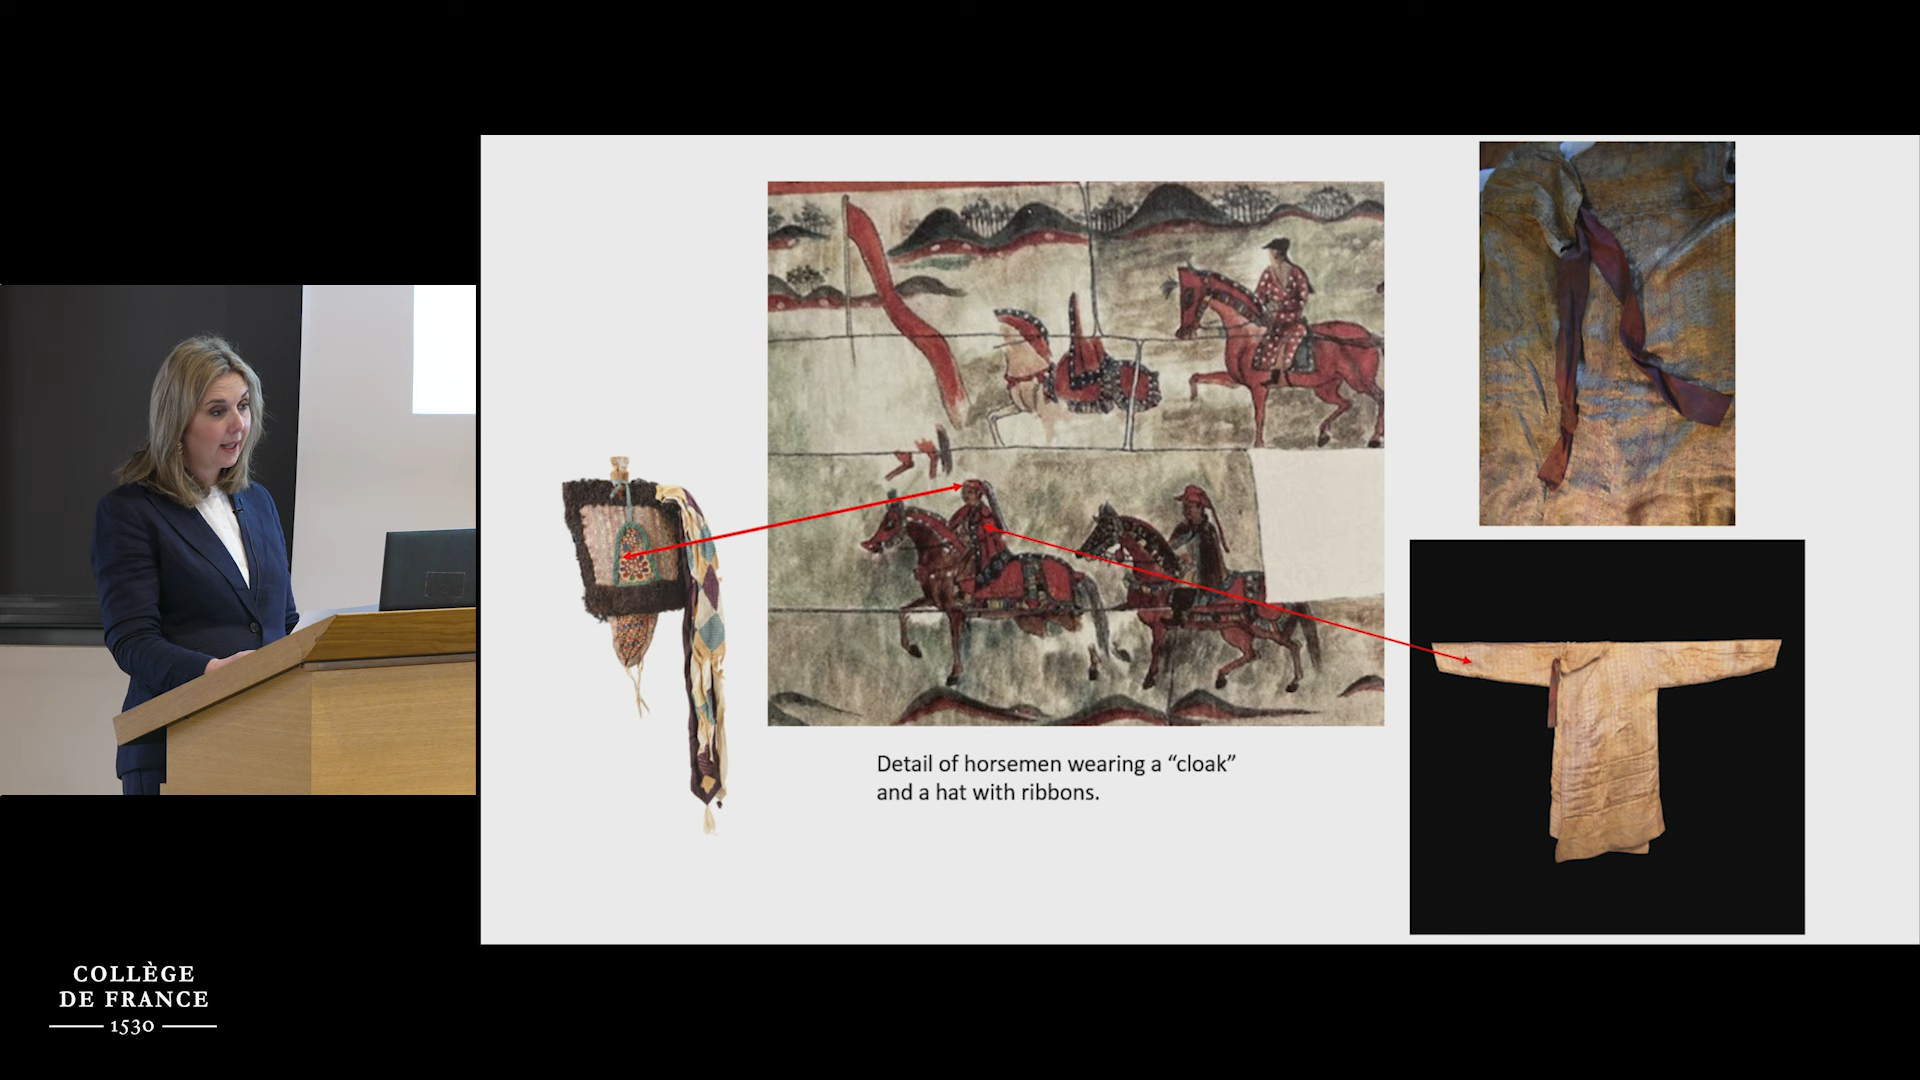 Detail of horsemen wearing a “cloak”
and a hat with ribbons.
COLLÈGE
DE FRANCE
1530